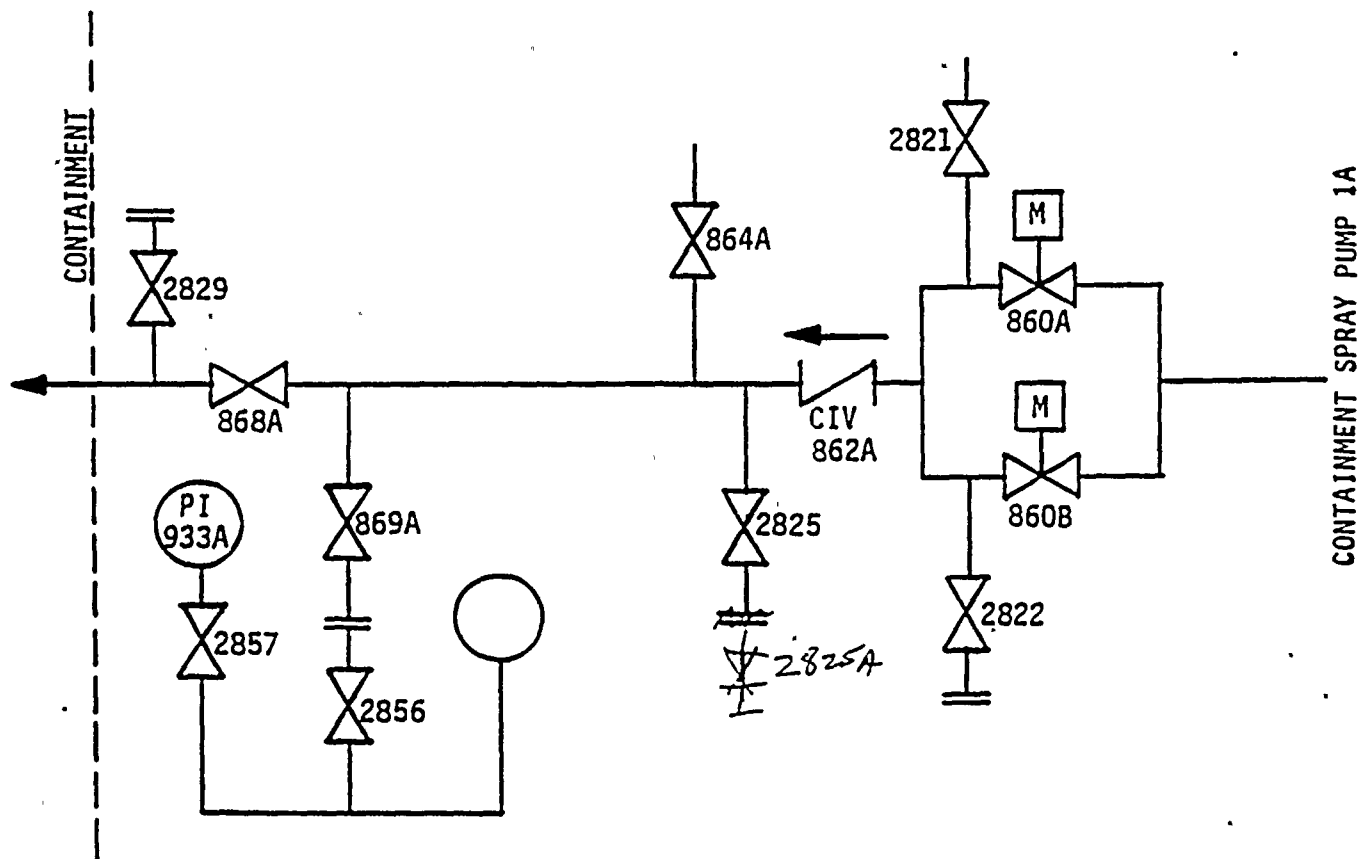 CONTAINMENT
2829
868A
PI
933A
2857
869A
2856
864A
2825
2825A
CIV
862A
2821
M
860A
M
860B
2822
CONTAINMENT SPRAY PUMP 1A